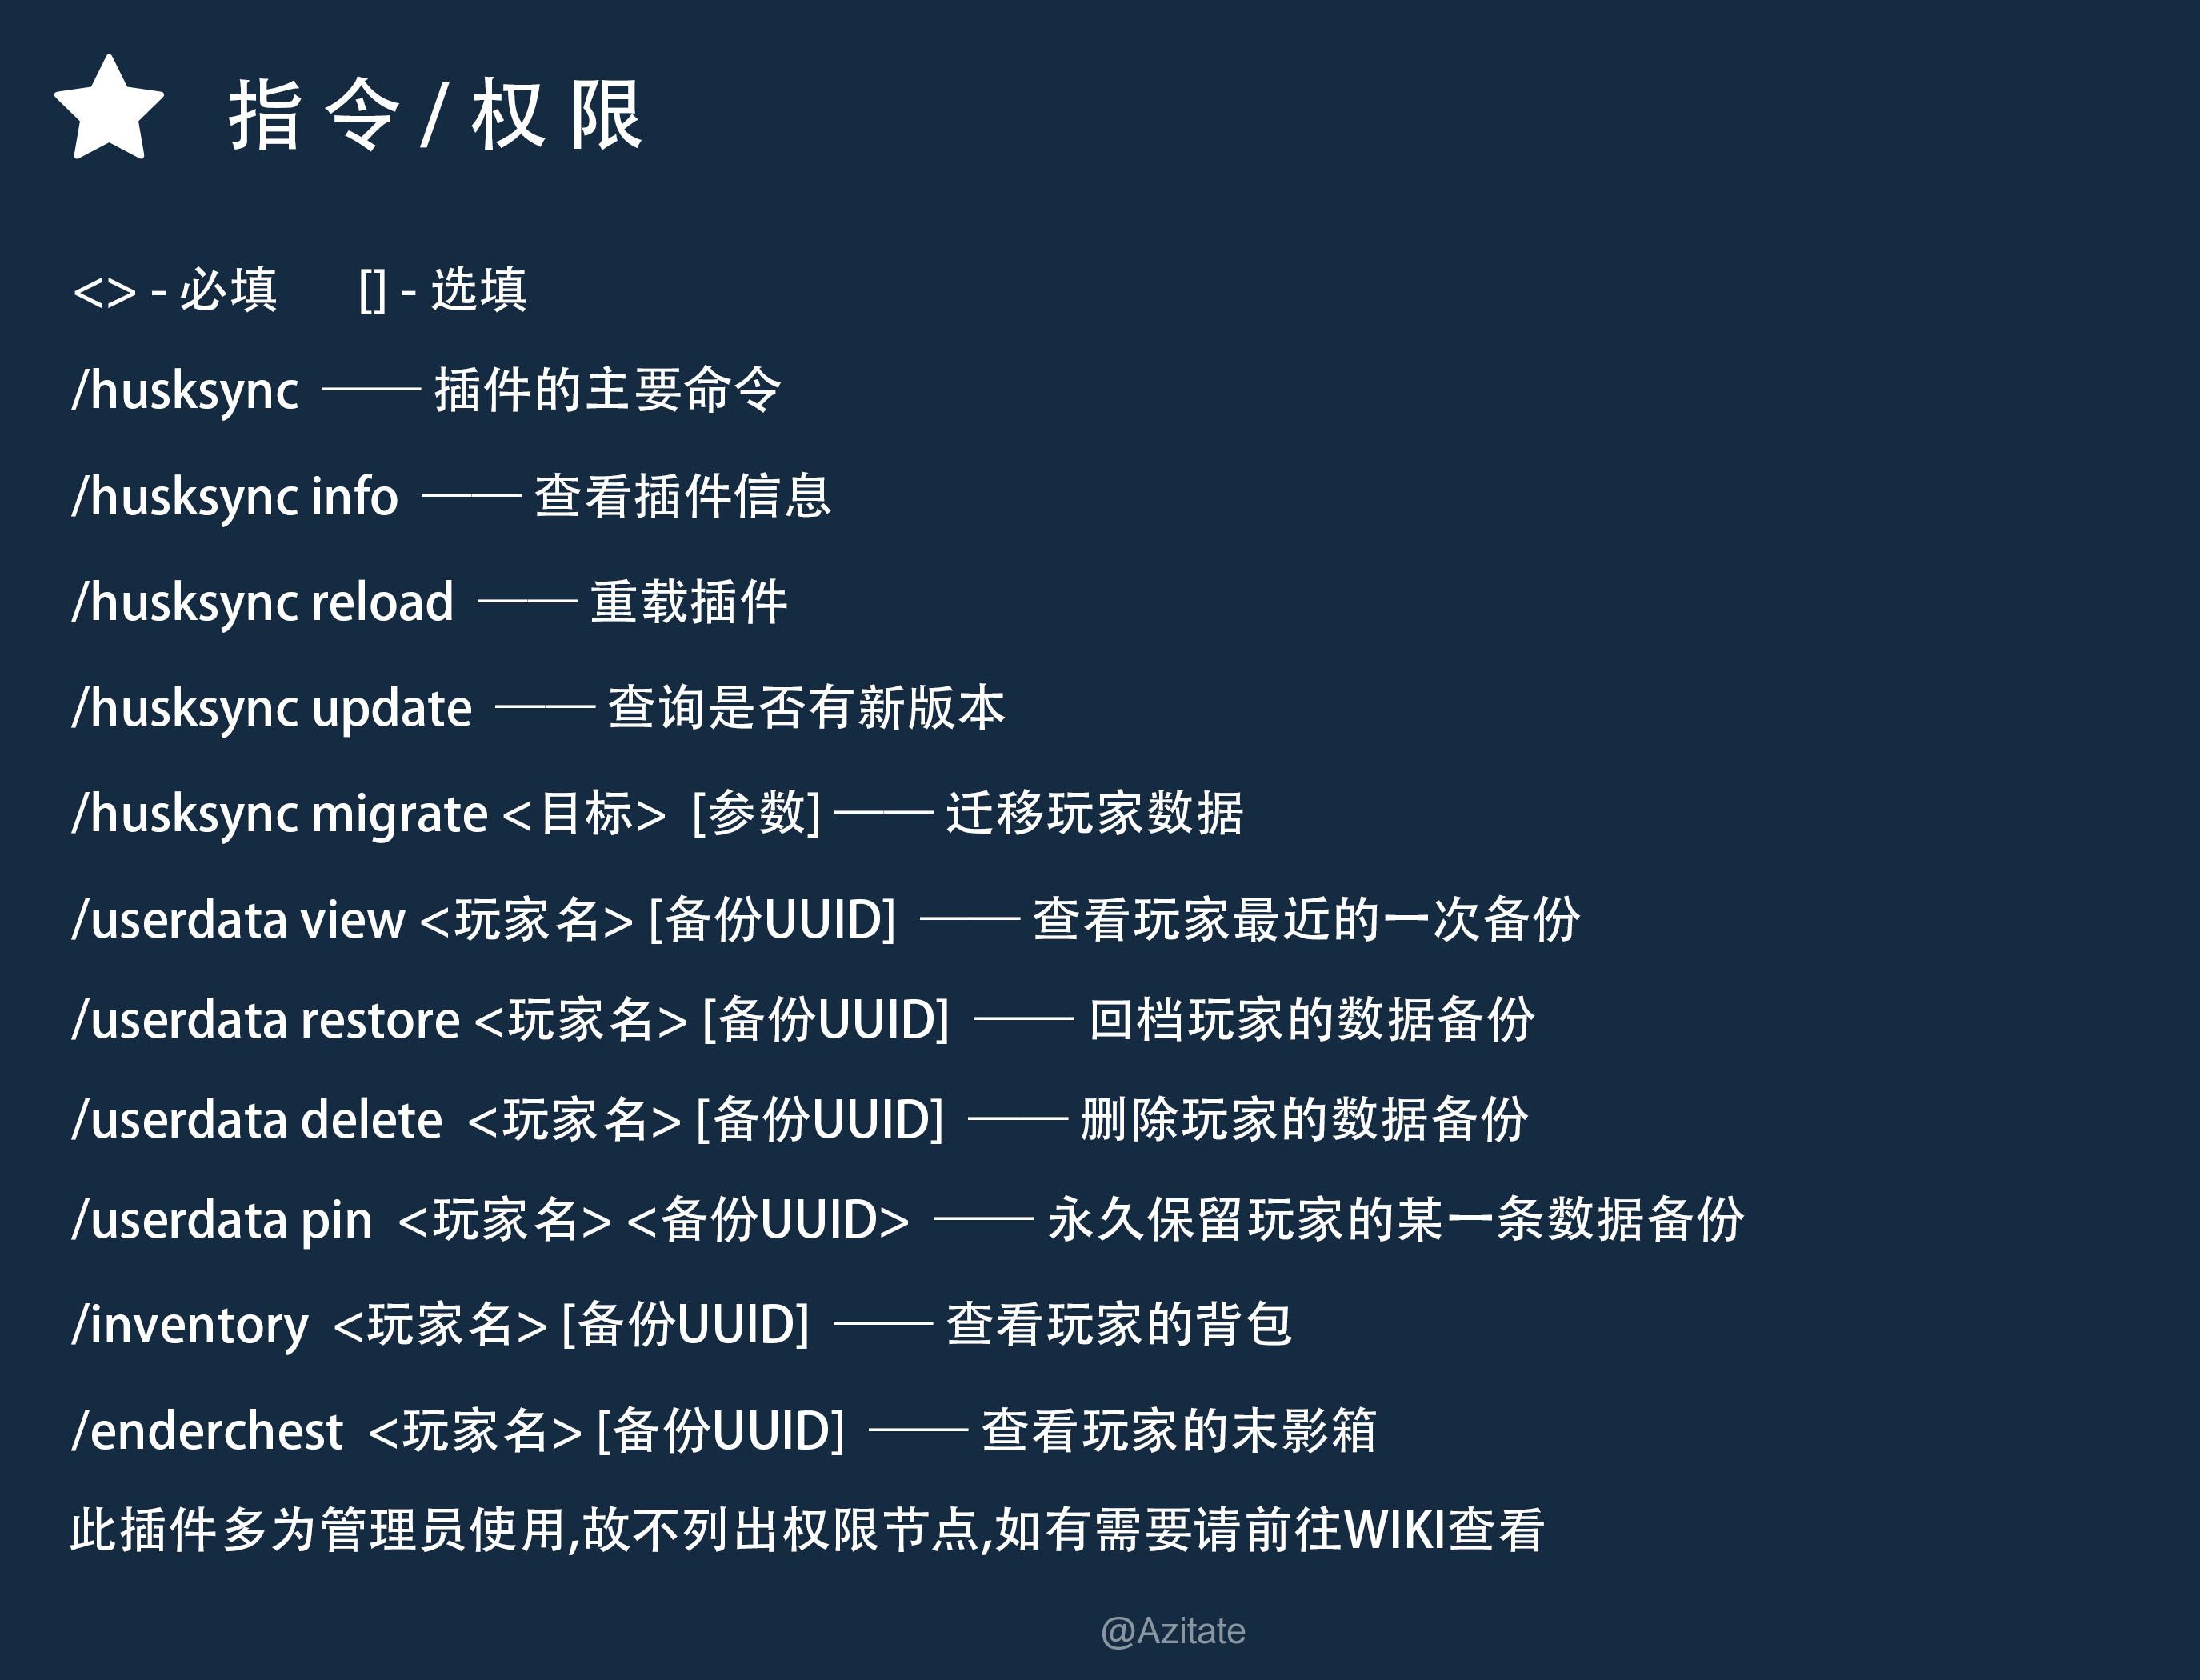 指令/权限
<> - 必填 [] - 选填
/husksync —— 插件的主要命令
/husksync info —— 查看插件信息
/husksync reload —— 重载插件
/husksync update —— 查询是否有新版本
/husksync migrate <目标> [参数] —— 迁移玩家数据
/userdata view <玩家名> [备份UUID] —— 查看玩家最近的一次备份
/userdata restore <玩家名> [备份UUID] —— 回档玩家的数据备份
/userdata delete <玩家名> [备份UUID] —— 删除玩家的数据备份
/userdata pin <玩家名> <备份UUID> —— 永久保留玩家的某一条数据备份
/inventory <玩家名> [备份UUID] —— 查看玩家的背包
/enderchest <玩家名> [备份UUID] —— 查看玩家的末影箱
此插件多为管理员使用,故不列出权限节点,如有需要请前往WIKI查看
@Azitate